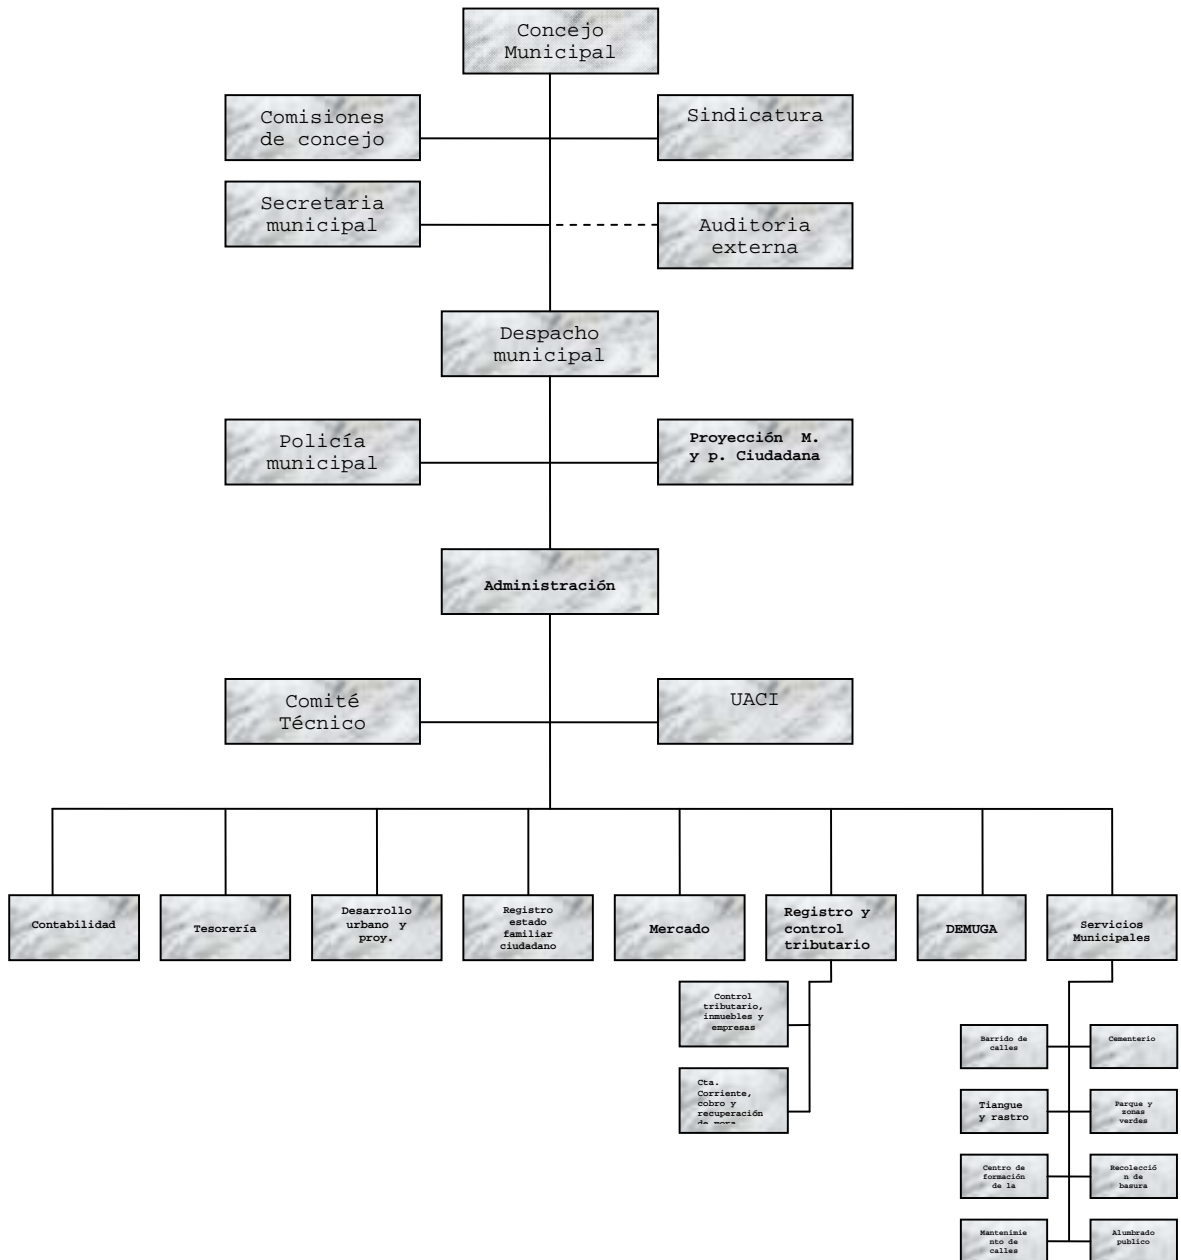 Concejo
Municipal
Comisiones
de concejo
Sindicatura
Secretaria
municipal
Auditoria
externa
Despacho
municipal
Policía
municipal
Proyección M.
y p. Ciudadana
Administración
Comité
Técnico
UACI
Contabilidad
Tesorería
Desarrollo
urbano y
proy.
Registro
estado
familiar
ciudadano
Mercado
Registro y
control
tributario
DEMUGA
Servicios
Municipales
Control
tributario,
inmuebles y
empresas
Cta.
Corriente,
cobro y
recuperación
de mora
Barrido de
calles
Cementerio
Tiangue
y rastro
Parque y
zonas
verdes
Centro de
formación
de la
Recolecció
n de
basura
Mantenimie
nto de
calles
Alumbrado
publico